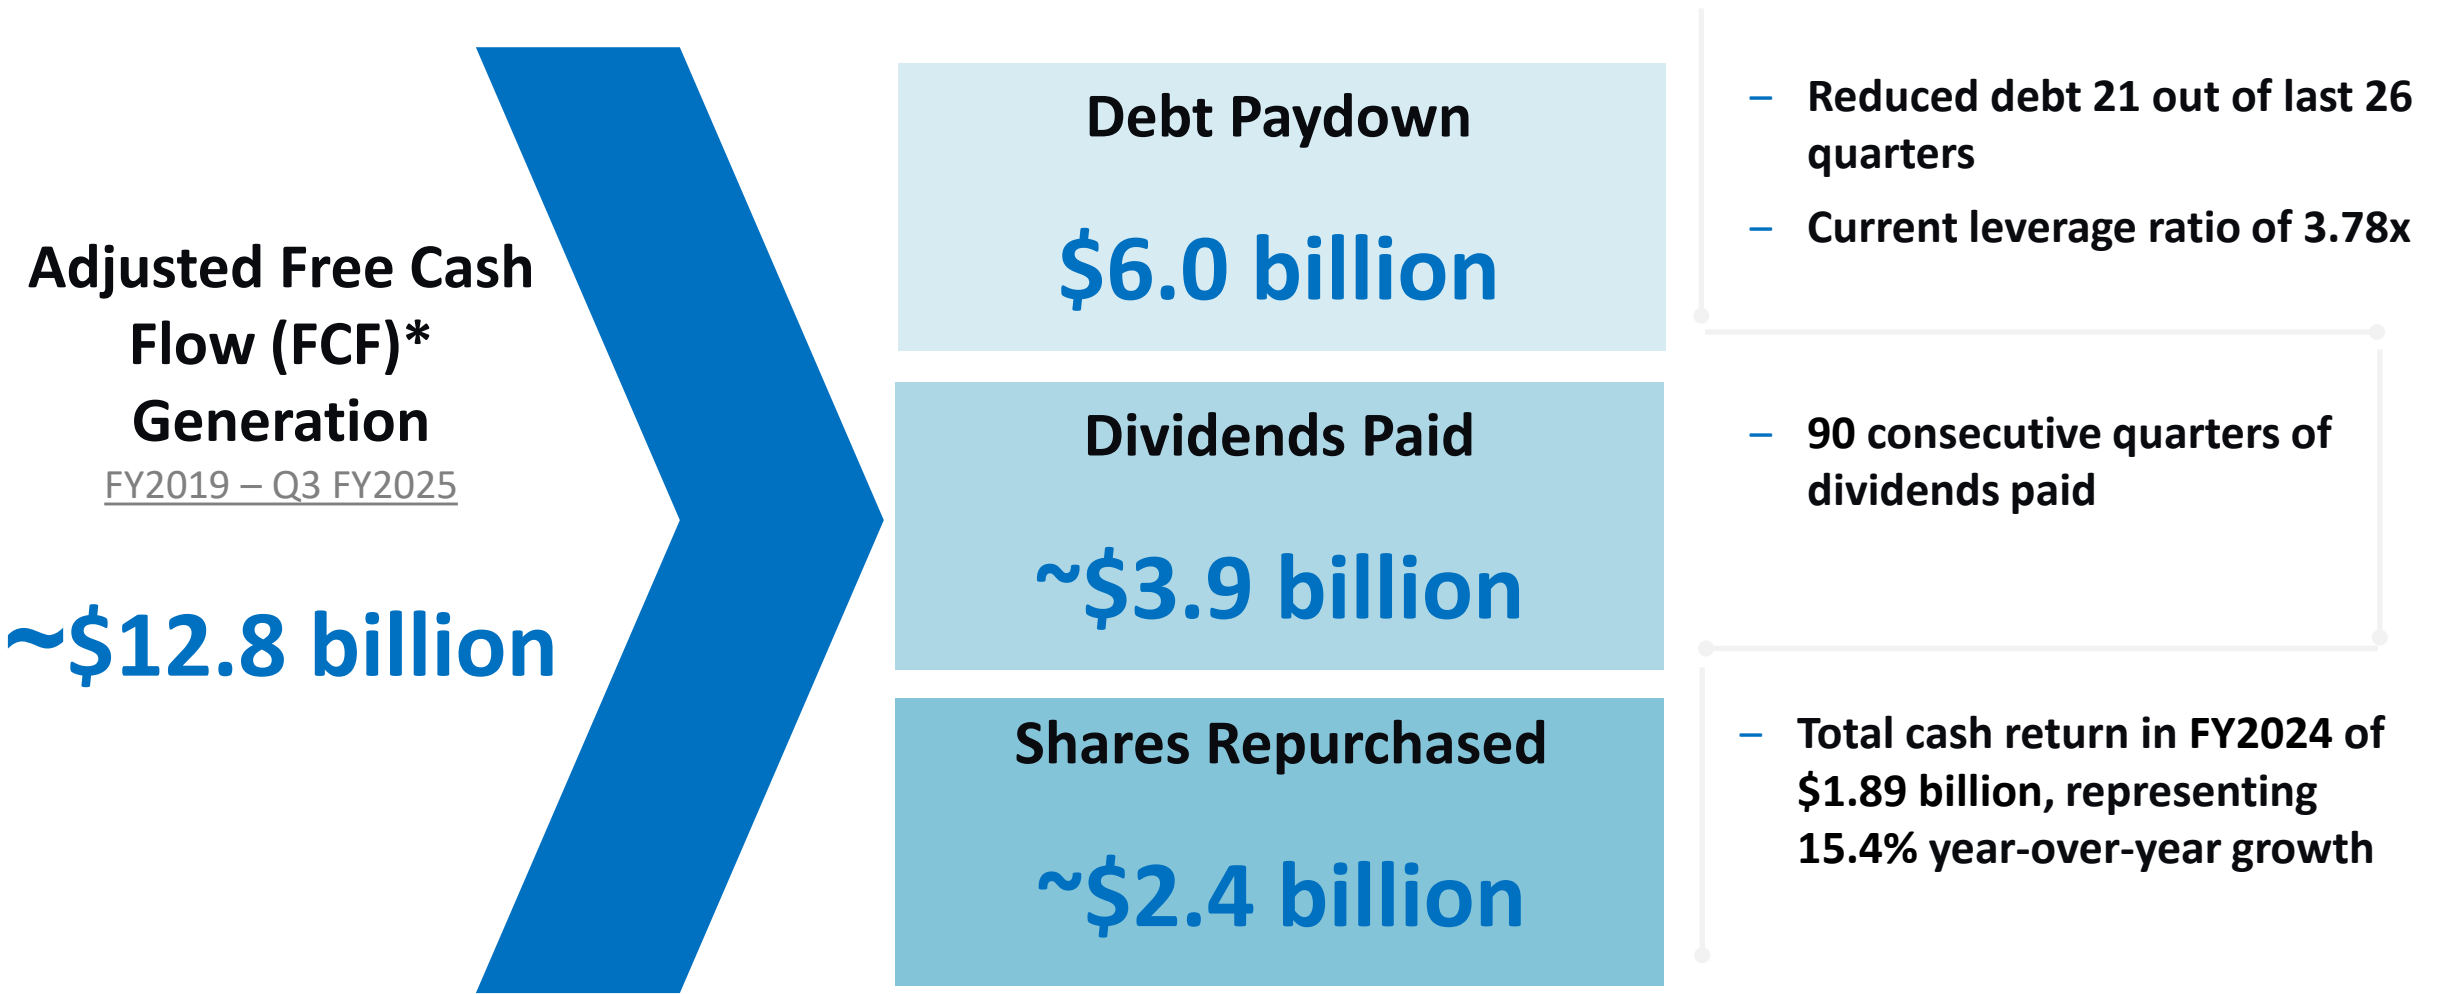 Adjusted Free Cash
Flow (FCF)*
Generation
FY2019 – Q3 FY2025
~$12.8 billion
Debt Paydown
$6.0 billion
– Reduced debt 21 out of last 26
quarters
– Current leverage ratio of 3.78x
Dividends Paid
~$3.9 billion
– 90 consecutive quarters of
dividends paid
Shares Repurchased
~$2.4 billion
– Total cash return in FY2024 of
$1.89 billion, representing
15.4% year-over-year growth